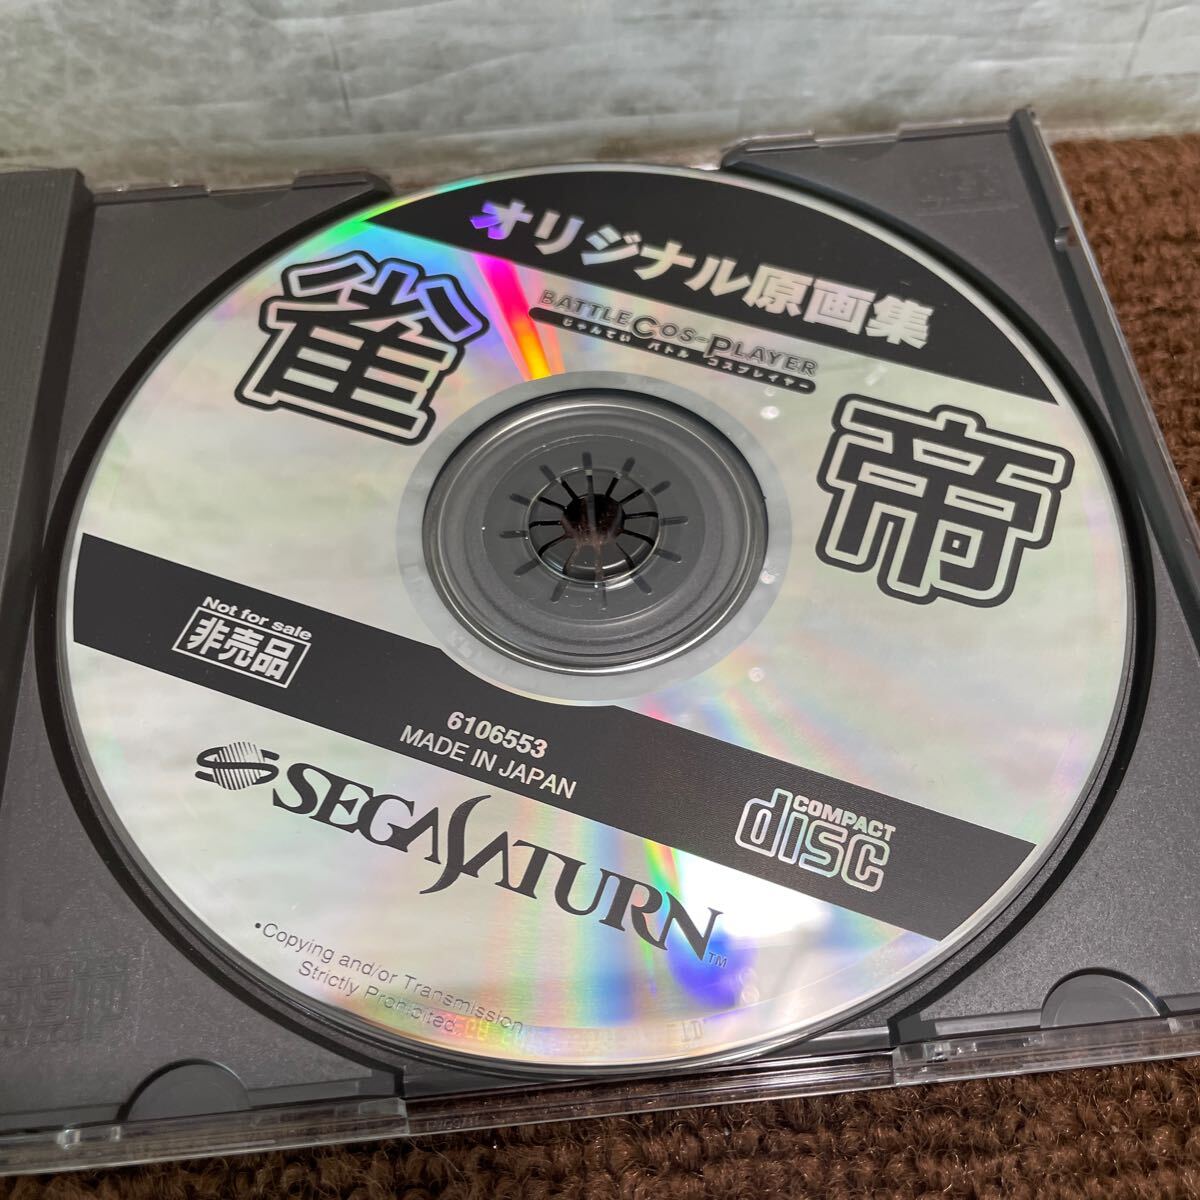 オリジナル原画集
雀帝
BATTLE COS-PLAYER
じゃんてい バトル コスプレイヤー
Not for sale
非売品
6106553
MADE IN JAPAN
COMPACT
disc
SEGA SATURN™
•Copying and/or Transmission
Strictly Prohibited.